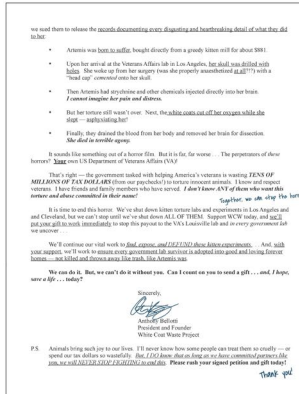 we read them to release the records documenting every disgusting and heartbreaking detail of what they did
to her
• Artemis was born to suffer, bought directly from a greedy kitten mill for about $881
• Upon her arrival at the Veterans Affairs lab in Los Angeles, her skull was drilled with
holes. She woke up from her surgery (was she properly anaesthetized at all?!?) with a
"head cap" cemented onto her skull.
• Then Artemis had strychnine and other chemicals injected directly into her brain.
I cannot imagine her pain and distress.
• But her torture still wasn't over. Next, the white coats cut off her oxygen while she
slept — asphyxiating her!
• Finally, they drained the blood from her body and removed her brain for dissection.
She died in terrible agony.
It sounds like something out of a horror film. But it is far, far worse . . . The perpetrators of these
horrors? Your own US Department of Veterans Affairs (VA)!
That's right — the government tasked with helping America's veterans is wasting TENS OF
MILLIONS OF TAX DOLLARS (from our paychecks!) to torture innocent animals. I know and respect
veterans. I have friends and family members who have served. I don't know ANY of them who want this
torture and abuse committed in their name!
Together, we can stop the horr
It is time to end this horror. We've shut down kitten torture labs and experiments in Los Angeles and
and Cleveland, but we can't stop until we've shut down ALL OF THEM. Support WCW today, and we'll
put your gift to work immediately to stop this payout to the VA's Louisville lab and in every government lab
we uncover
We'll continue our vital work to find, expose, and DEFUND these kitten experiments. . . . And, with
your support, we'll work to ensure every government lab survivor is adopted into good and loving forever
homes — not killed and thrown away like trash, like Artemis was
We can do it. But, we can't do it without you. Can I count on you to send a gift . . . and, I hope,
save a life . . . today?
Sincerely,
Anthony Bellotti
President and Founder
White Coat Waste Project
P.S. Animals bring such joy to our lives. I'll never know how some people can treat them so cruelly — or
spend our tax dollars so wastefully. But, I DO know that as long as we have committed partners like
you, we will NEVER STOP FIGHTING to end this. Please rush your signed petition and gift today!
Thank you!